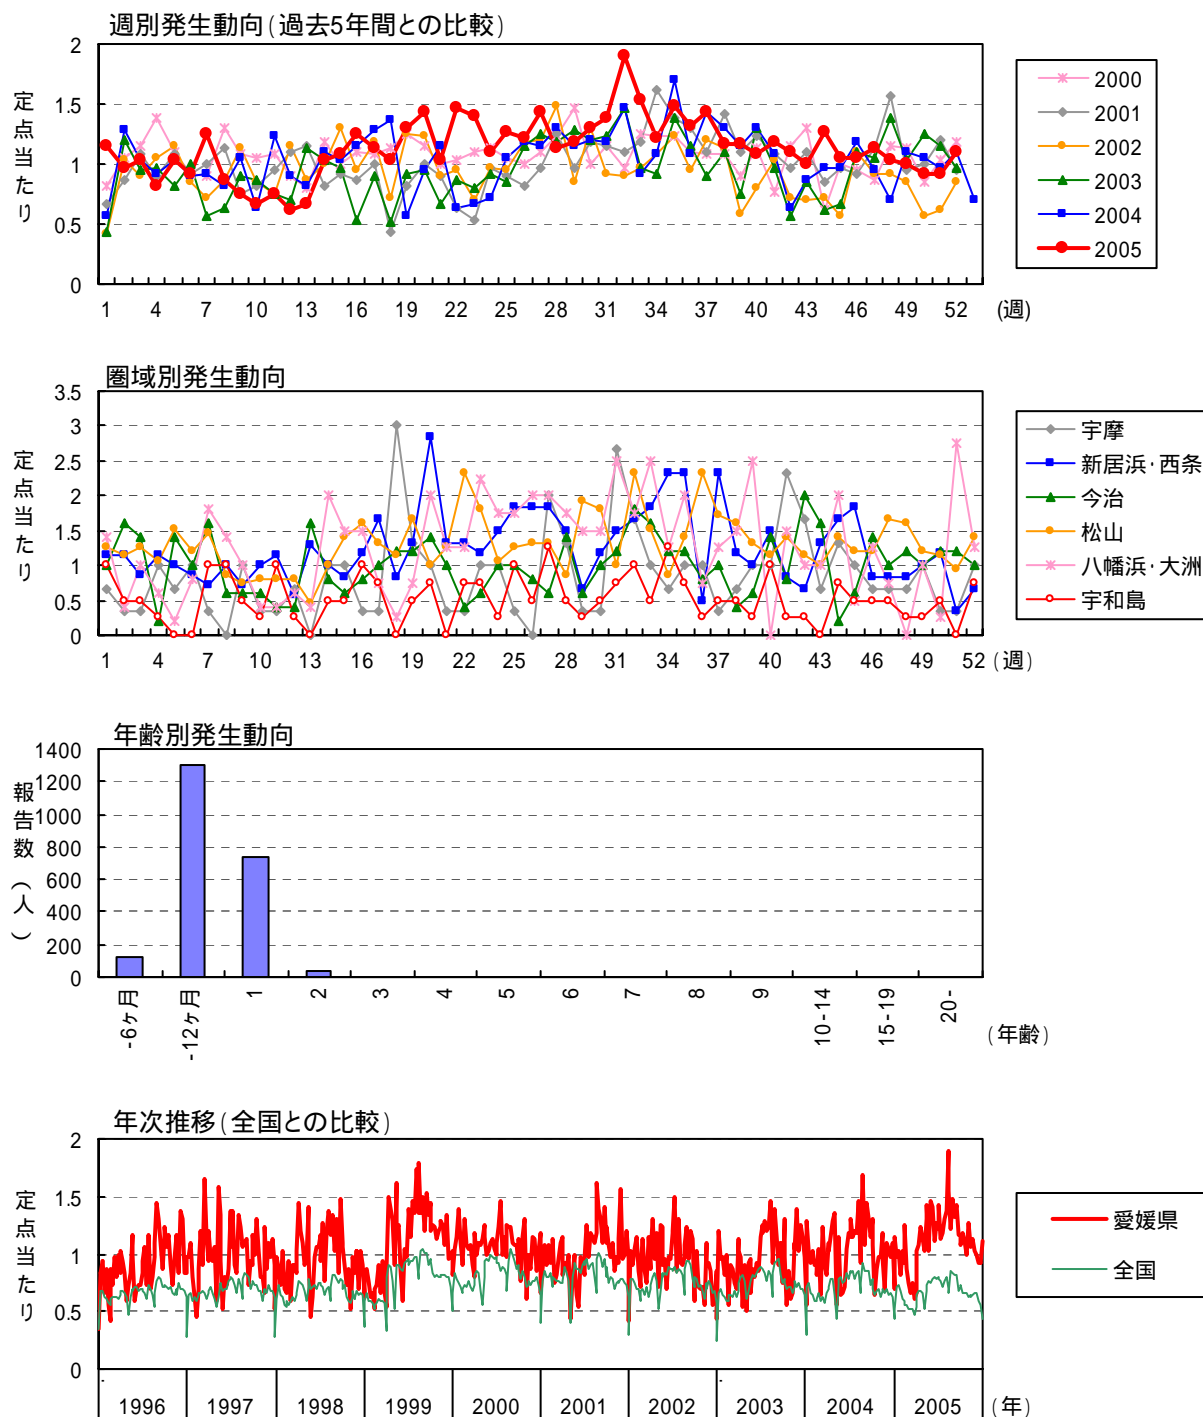 週別発生動向(過去5年間との比較)
定点当たり
2
1.5
1
0.5
0
1 4 7 10 13 16 19 22 25 28 31 34 37 40 43 46 49 52 (週)
2000
2001
2002
2003
2004
2005
圏域別発生動向
定点当たり
3.5
3
2.5
2
1.5
1
0.5
0
1 4 7 10 13 16 19 22 25 28 31 34 37 40 43 46 49 52 (週)
宇摩
新居浜・西条
今治
松山
八幡浜・大洲
宇和島
年齢別発生動向
報告数(人)
1400
1200
1000
800
600
400
200
0
-6ヶ月 -12ヶ月 1 2 3 4 5 6 7 8 9 10-14 15-19 20- (年齢)
年次推移(全国との比較)
定点当たり
2
1.5
1
0.5
0
1996 1997 1998 1999 2000 2001 2002 2003 2004 2005 (年)
愛媛県
全国